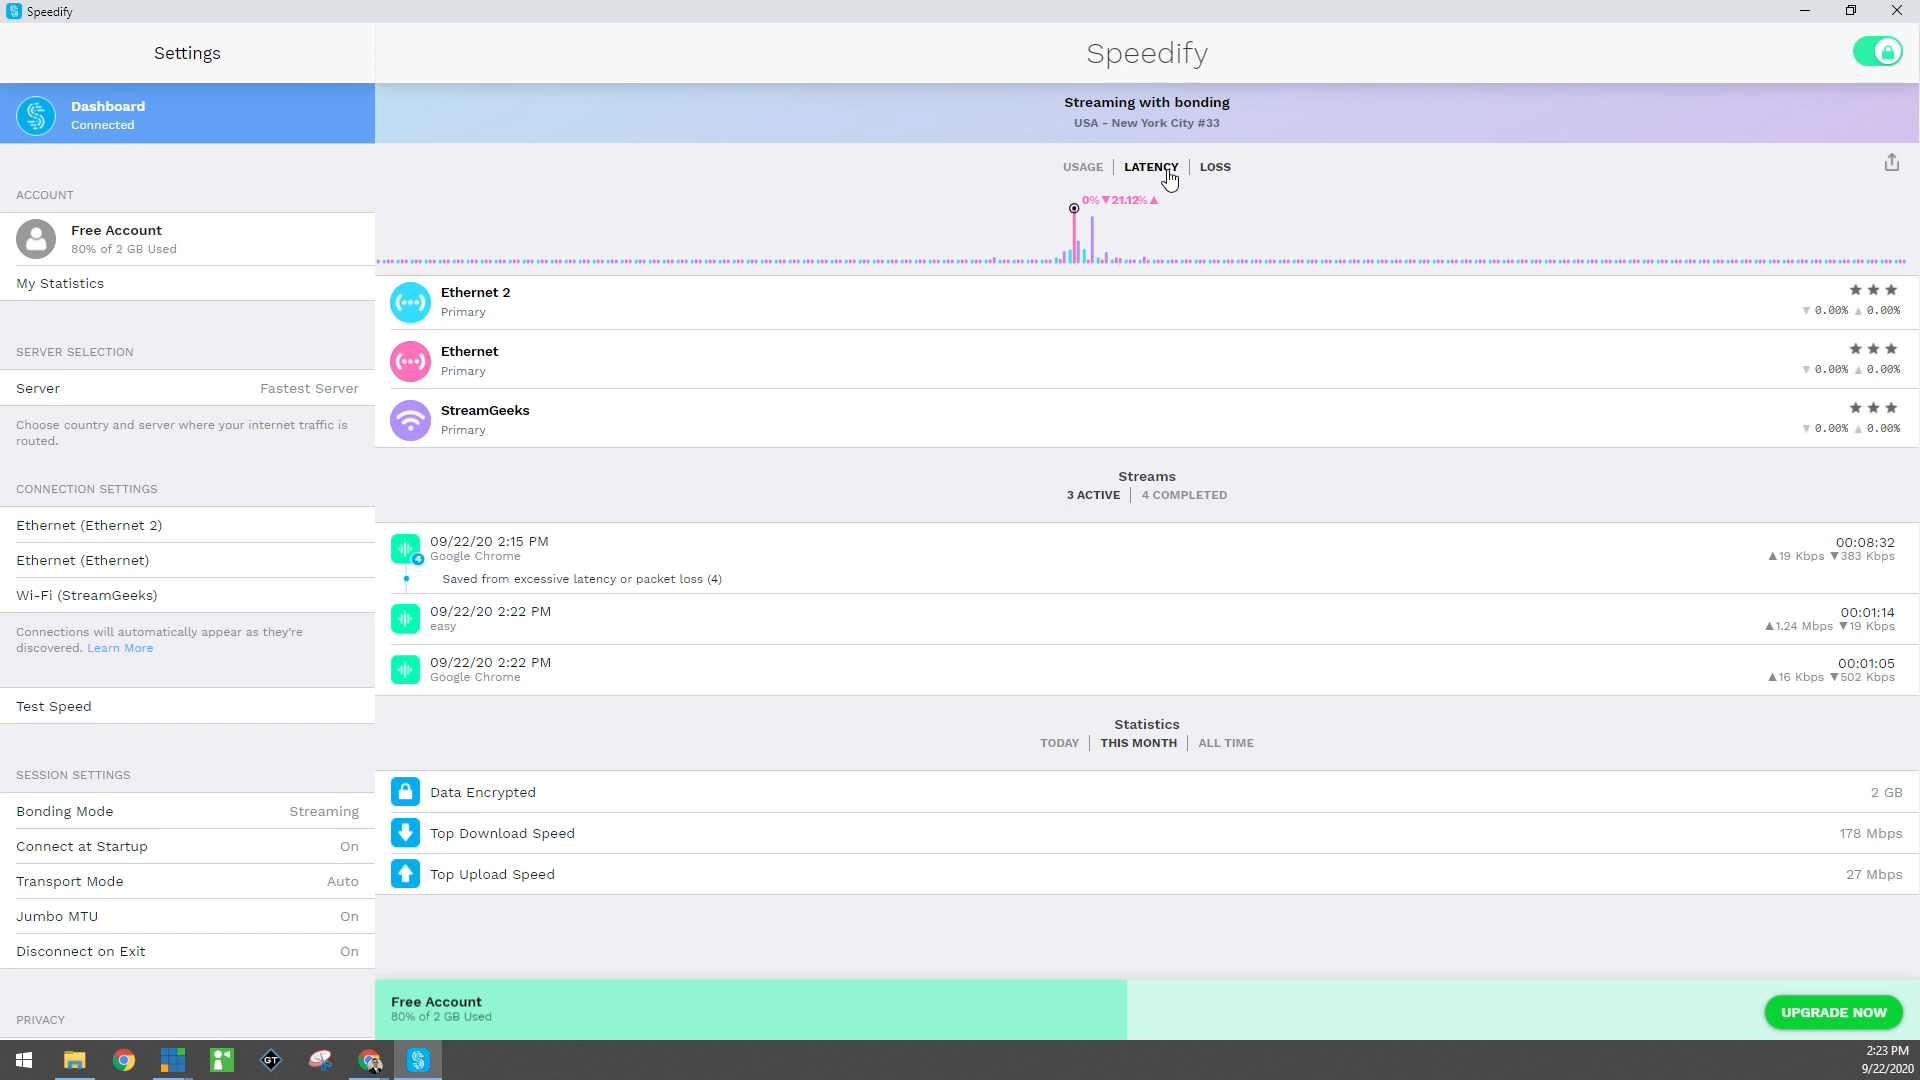 Speedify
Settings
Speedify
Dashboard
Connected
Streaming with bonding
USA - New York City #33
USAGE | LATENCY | LOSS
0%▼21.12%▲
ACCOUNT
Free Account
80% of 2 GB Used
My Statistics
SERVER SELECTION
Server Fastest Server
Choose country and server where your internet traffic is
routed.
CONNECTION SETTINGS
Ethernet (Ethernet 2)
Ethernet (Ethernet)
Wi-Fi (StreamGeeks)
Connections will automatically appear as they're
discovered. Learn More
Test Speed
SESSION SETTINGS
Bonding Mode Streaming
Connect at Startup On
Transport Mode Auto
Jumbo MTU On
Disconnect on Exit On
PRIVACY
Ethernet 2
Primary
▼ 0.00% ▲ 0.00%
Ethernet
Primary
▼ 0.00% ▲ 0.00%
StreamGeeks
Primary
▼ 0.00% ▲ 0.00%
Streams
3 ACTIVE | 4 COMPLETED
4
09/22/20 2:15 PM 00:08:32
Google Chrome ▲19 Kbps ▼383 Kbps
Saved from excessive latency or packet loss (4)
09/22/20 2:22 PM 00:01:14
easy ▲1.24 Mbps ▼19 Kbps
09/22/20 2:22 PM 00:01:05
Google Chrome ▲16 Kbps ▼502 Kbps
Statistics
TODAY | THIS MONTH | ALL TIME
Data Encrypted 2 GB
Top Download Speed 178 Mbps
Top Upload Speed 27 Mbps
Free Account
80% of 2 GB Used
UPGRADE NOW
GT
2:23 PM
9/22/2020